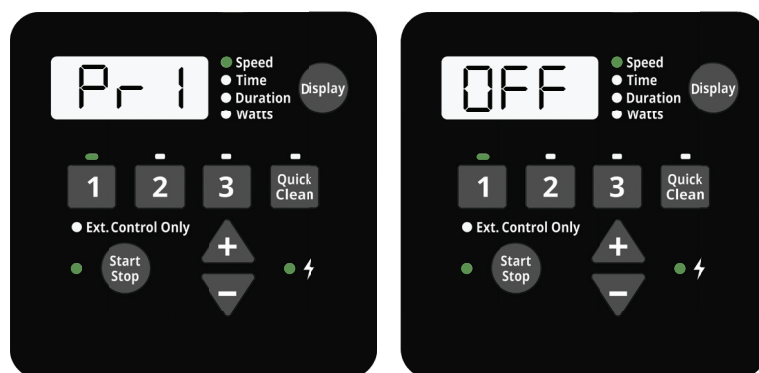 Pr 1
Speed
Time
Duration
Watts
Display
1 2 3 Quick Clean
Ext. Control Only
Start Stop
+
−
OFF
Speed
Time
Duration
Watts
Display
1 2 3 Quick Clean
Ext. Control Only
Start Stop
+
−